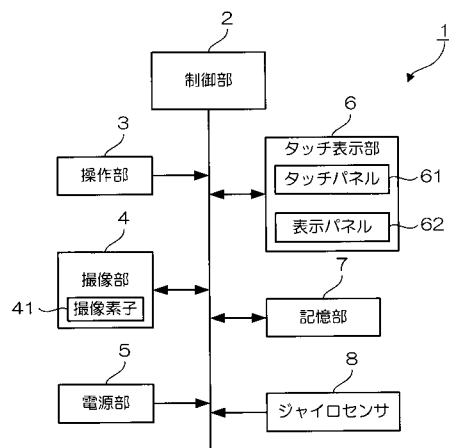 1
2
制御部
3
操作部
6
タッチ表示部
タッチパネル
61
表示パネル
62
4
撮像部
41
撮像素子
7
記憶部
5
電源部
8
ジャイロセンサ